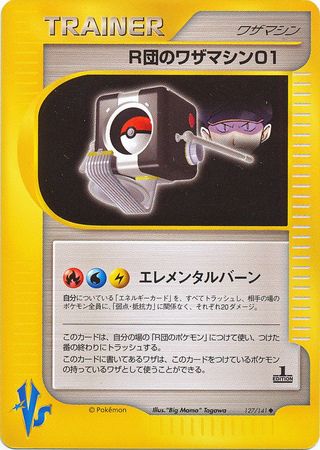 TRAINER ワザマシン
R団のワザマシン01
エレメンタルバーン
自分についている「エネルギーカード」を、すべてトラッシュし、相手の場の
ポケモン全員に、「弱点・抵抗力」に関係なく、それぞれ20ダメージ。
このカードは、自分の場の「R団のポケモン」につけて使い、つけた
番の終わりにトラッシュする。
このカードに書いてあるワザは、このカードをつけているポケモン
の持っているワザとして使うことができる。
1
EDITION
VS
© Pokémon Illus. "Big Mama" Tagawa 127/141